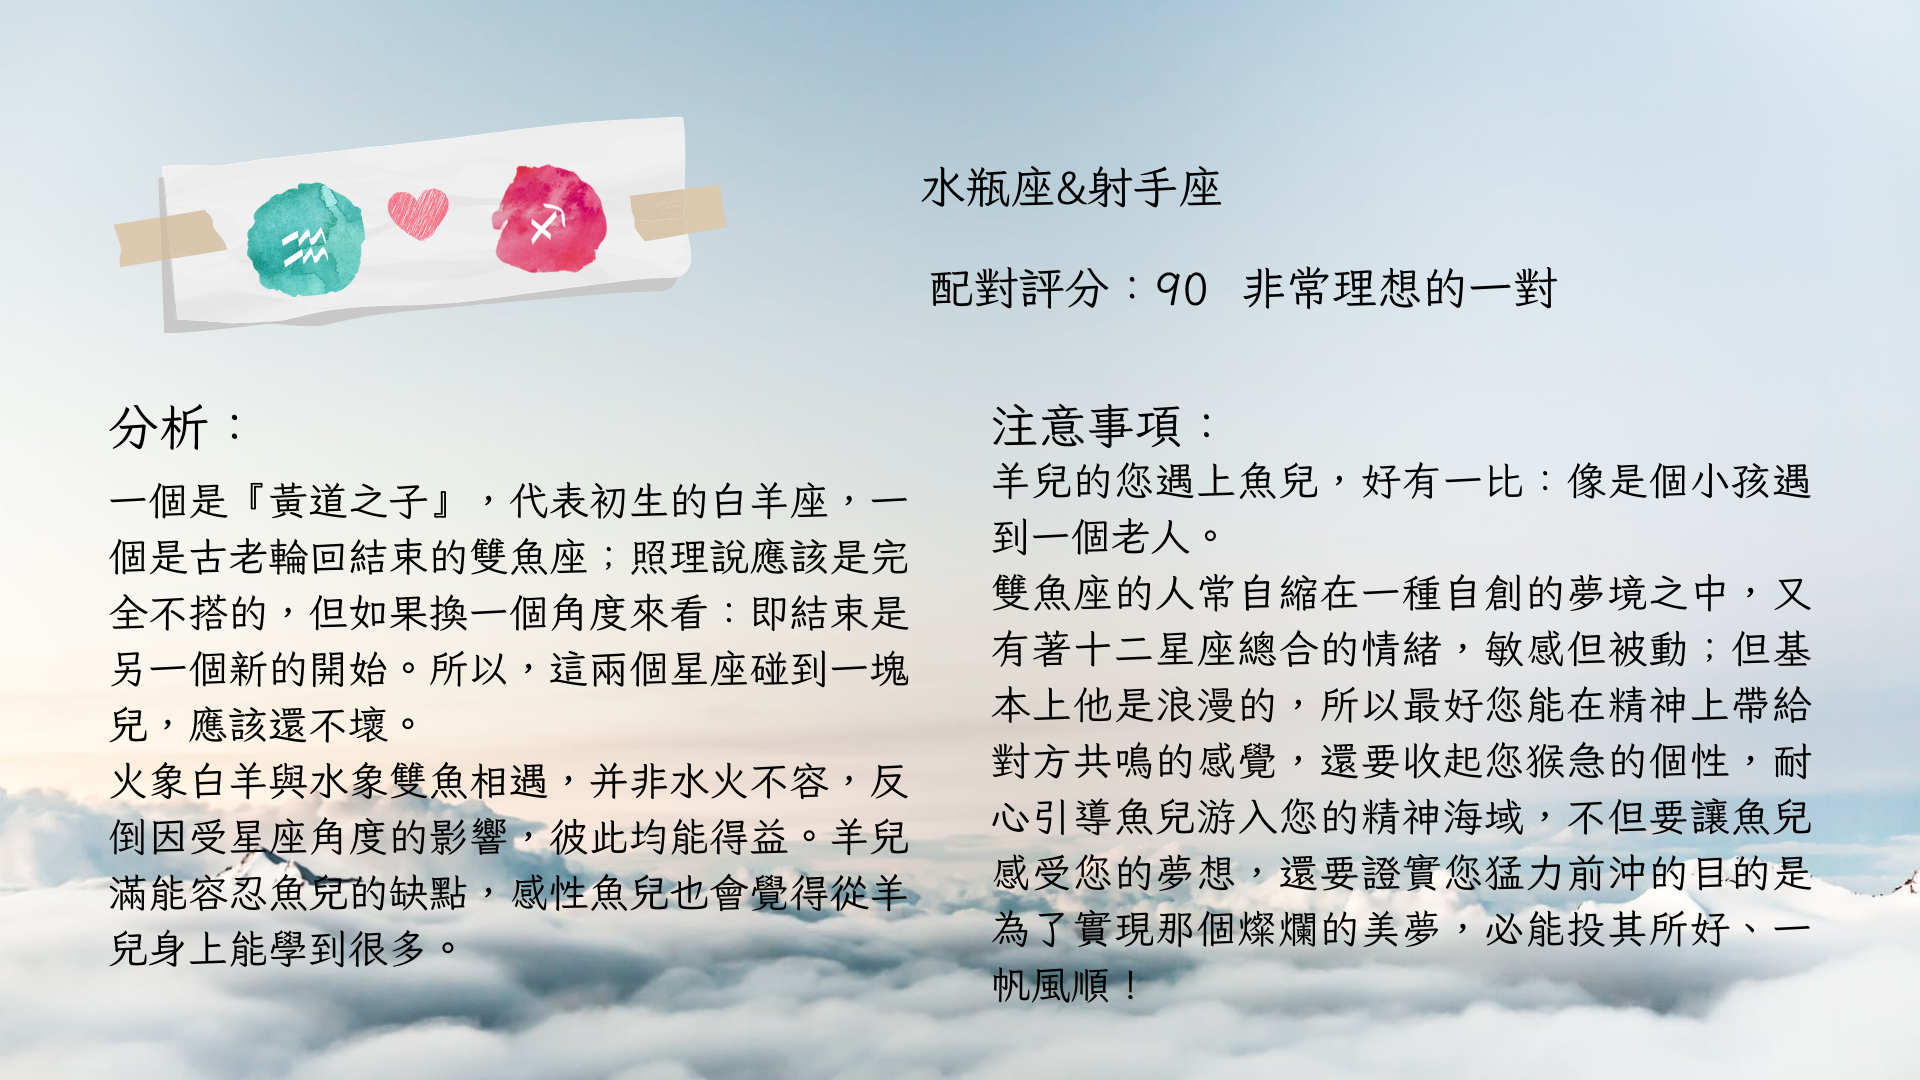 水瓶座&射手座
配對評分：90 非常理想的一對
分析：
一個是『黃道之子』，代表初生的白羊座，一
個是古老輪回結束的雙魚座；照理說應該是完
全不搭的，但如果換一個角度來看：即結束是
另一個新的開始。所以，這兩個星座碰到一塊
兒，應該還不壞。
火象白羊與水象雙魚相遇，并非水火不容，反
倒因受星座角度的影響，彼此均能得益。羊兒
滿能容忍魚兒的缺點，感性魚兒也會覺得從羊
兒身上能學到很多。
注意事項：
羊兒的您遇上魚兒，好有一比：像是個小孩遇
到一個老人。
雙魚座的人常自縮在一種自創的夢境之中，又
有著十二星座總合的情緒，敏感但被動；但基
本上他是浪漫的，所以最好您能在精神上帶給
對方共鳴的感覺，還要收起您猴急的個性，耐
心引導魚兒游入您的精神海域，不但要讓魚兒
感受您的夢想，還要證實您猛力前沖的目的是
為了實現那個燦爛的美夢，必能投其所好、一
帆風順！